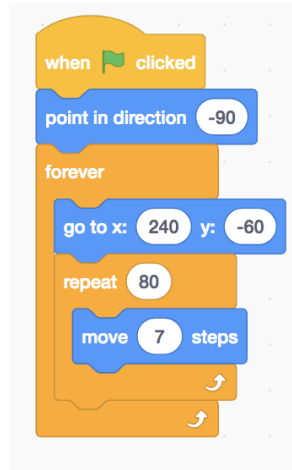 when clicked
point in direction -90
forever
go to x: 240 y: -60
repeat 80
move 7 steps